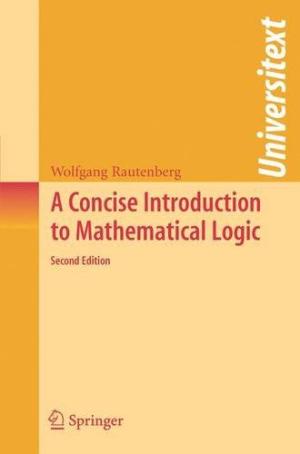 Universitext
Wolfgang Rautenberg
A Concise Introduction
to Mathematical Logic
Second Edition
Springer